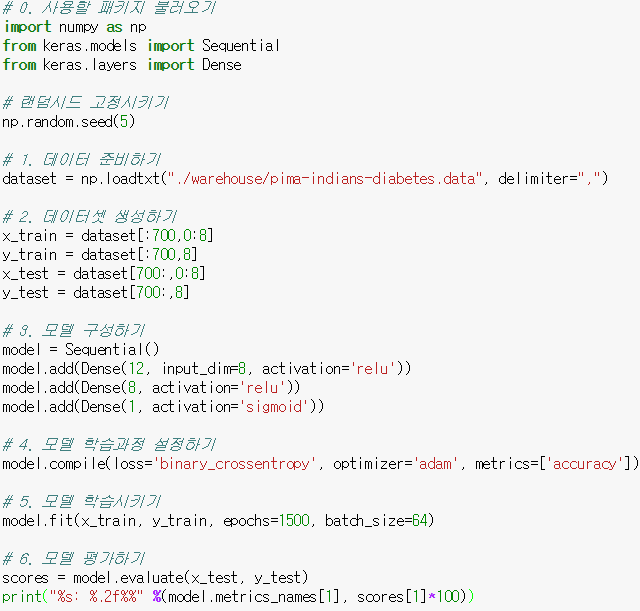 # 0. 사용할 패키지 불러오기
import numpy as np
from keras.models import Sequential
from keras.layers import Dense
# 랜덤시드 고정시키기
np.random.seed(5)
# 1. 데이터 준비하기
dataset = np.loadtxt("./warehouse/pima-indians-diabetes.data", delimiter=",")
# 2. 데이터셋 생성하기
x_train = dataset[:700,0:8]
y_train = dataset[:700,8]
x_test = dataset[700:,0:8]
y_test = dataset[700:,8]
# 3. 모델 구성하기
model = Sequential()
model.add(Dense(12, input_dim=8, activation='relu'))
model.add(Dense(8, activation='relu'))
model.add(Dense(1, activation='sigmoid'))
# 4. 모델 학습과정 설정하기
model.compile(loss='binary_crossentropy', optimizer='adam', metrics=['accuracy'])
# 5. 모델 학습시키기
model.fit(x_train, y_train, epochs=1500, batch_size=64)
# 6. 모델 평가하기
scores = model.evaluate(x_test, y_test)
print("%s: %.2f%%" %(model.metrics_names[1], scores[1]*100))